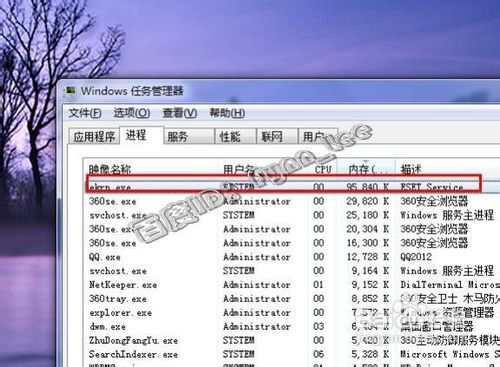 Windows 任务管理器
文件(F) 选项(O) 查看(V) 帮助(H)
应用程序 进程 服务 性能 联网 用户
映像名称 用户名 CPU 内存(... 描述
ekrn.exe SYSTEM 00 95,840 K ESET Service
360se.exe Administrator 00 29,820 K 360安全浏览器
svchost.exe SYSTEM 00 25,180 K Windows 服务主进程
360se.exe Administrator 00 20,304 K 360安全浏览器
360se.exe Administrator 00 16,300 K 360安全浏览器
QQ.exe Administrator 00 12,728 K QQ2012
svchost.exe SYSTEM 00 9,164 K Windows 服务主进程
NetKeeper.exe Administrator 00 9,152 K DialTerminal Micros
360tray.exe Administrator 00 8,852 K 360安全卫士 木马防火
explorer.exe Administrator 00 资源管理器
dwm.exe Administrator 03 桌面窗口管理器
ZhuDongFangYu.exe SYSTEM 00 5,420 K 360主动防御服务模块
SearchIndexer.exe SYSTEM 06 5,358 K Microsoft Windows
百度ID: